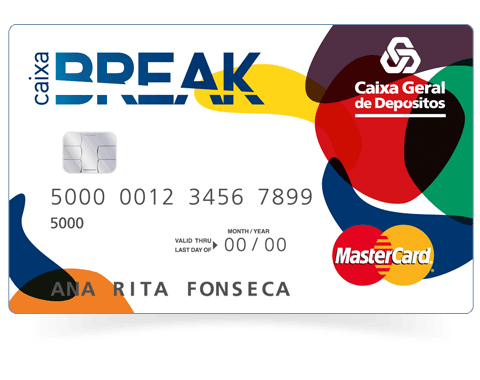 caixa
BREAK
Caixa Geral
de Depositos
5000 0012 3456 7899
5000
MONTH/YEAR
VALID THRU
LAST DAY OF
00/00
MasterCard
ANA RITA FONSECA